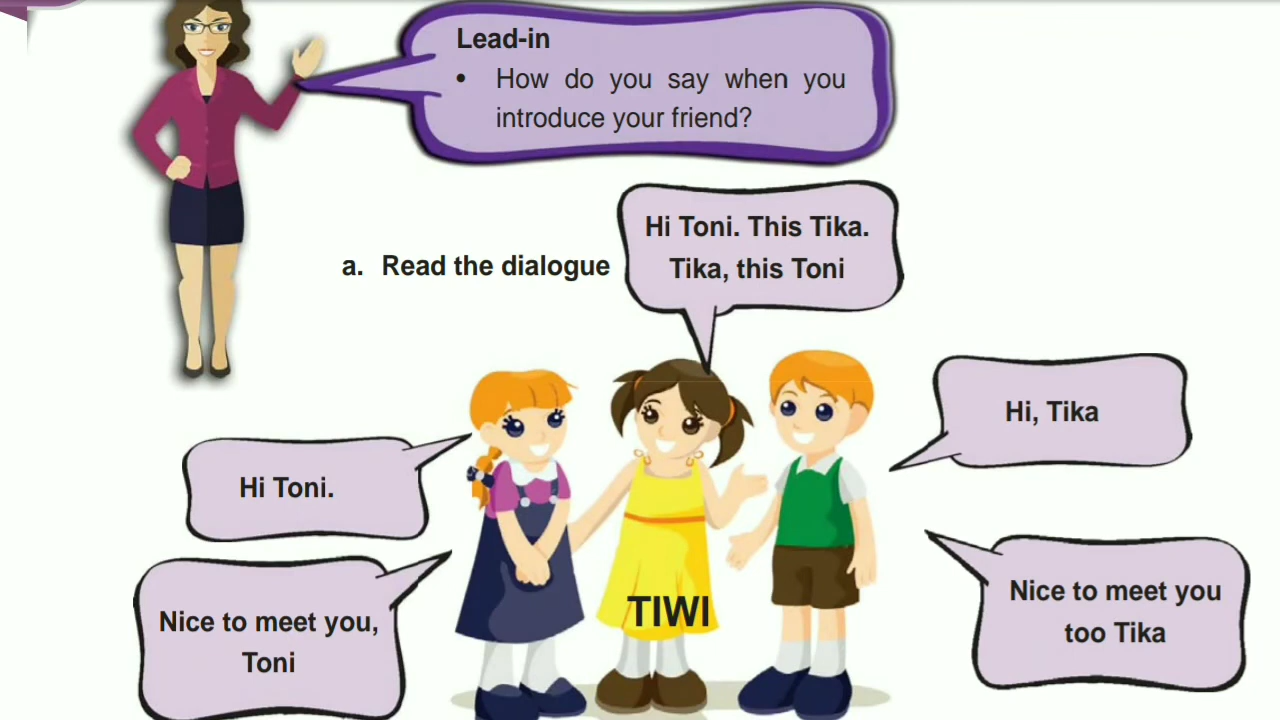 Lead-in
• How do you say when you
introduce your friend?
a. Read the dialogue
Hi Toni. This Tika.
Tika, this Toni
Hi, Tika
Hi Toni.
Nice to meet you,
Toni
Nice to meet you
too Tika
TIWI